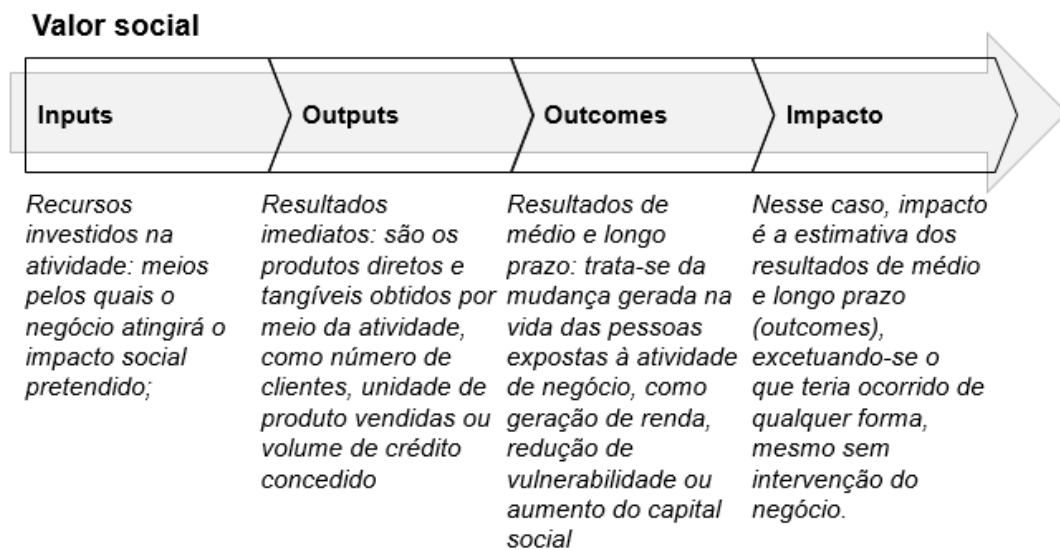 Valor social
Inputs
Outputs
Outcomes
Impacto
Recursos
investidos na
atividade: meios
pelos quais o
negócio atingirá o
impacto social
pretendido;
Resultados
imediatos: são os
produtos diretos e
tangíveis obtidos por
meio da atividade,
como número de
clientes, unidade de
produto vendidas ou
volume de crédito
concedido
Resultados de
médio e longo
prazo: trata-se da
mudança gerada na
vida das pessoas
expostas à atividade
de negócio, como
geração de renda,
redução de
vulnerabilidade ou
aumento do capital
social
Nesse caso, impacto
é a estimativa dos
resultados de médio
e longo prazo
(outcomes),
excetuando-se o
que teria ocorrido de
qualquer forma,
mesmo sem
intervenção do
negócio.